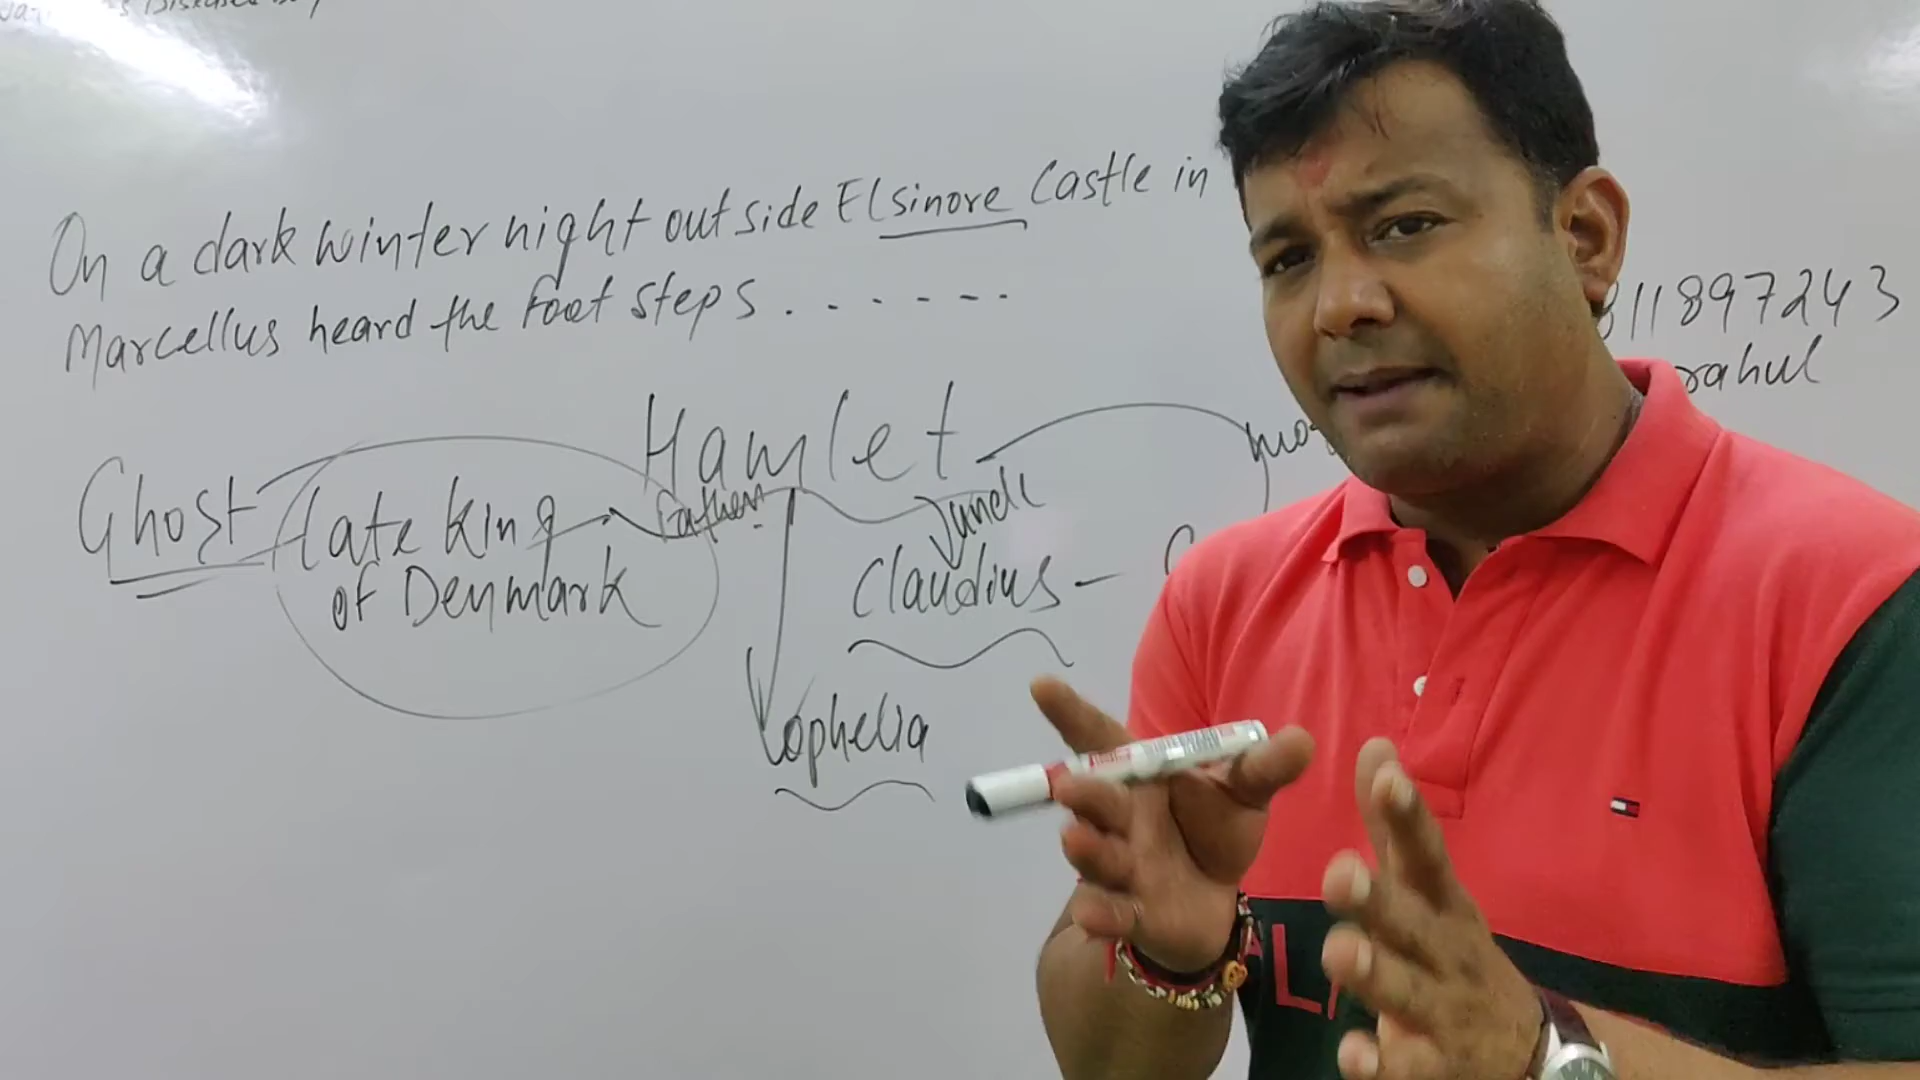 On a dark winter night outside Elsinore Castle in
Marcellus heard the foot steps . - - - - - .
811897243
rahul
Hamlet
Ghost
late king
of Denmark
father
uncle
Claudius -
ophelia